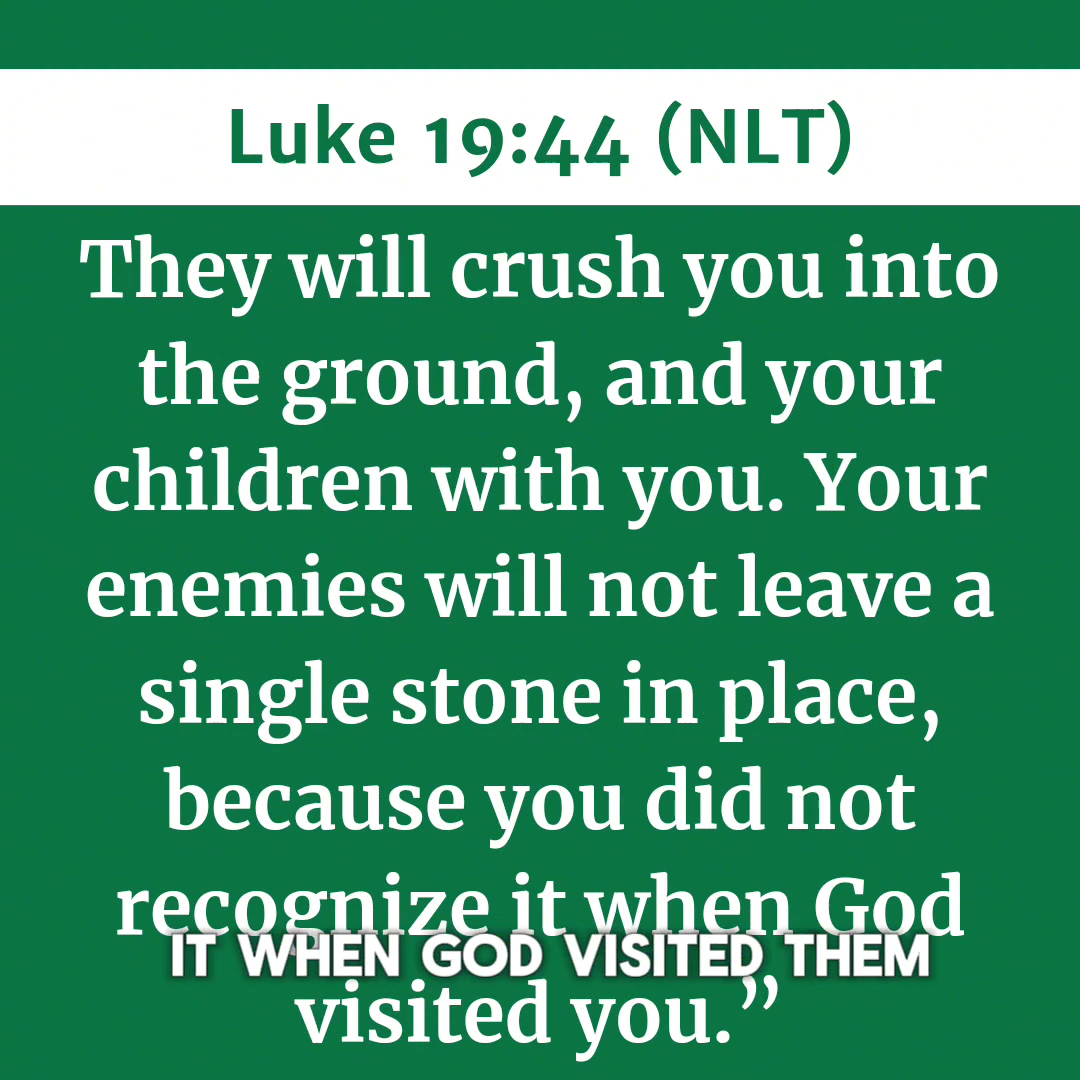 Luke 19:44 (NLT)
They will crush you into
the ground, and your
children with you. Your
enemies will not leave a
single stone in place,
because you did not
recognize it when God
IT WHEN GOD VISITED THEM
visited you.”